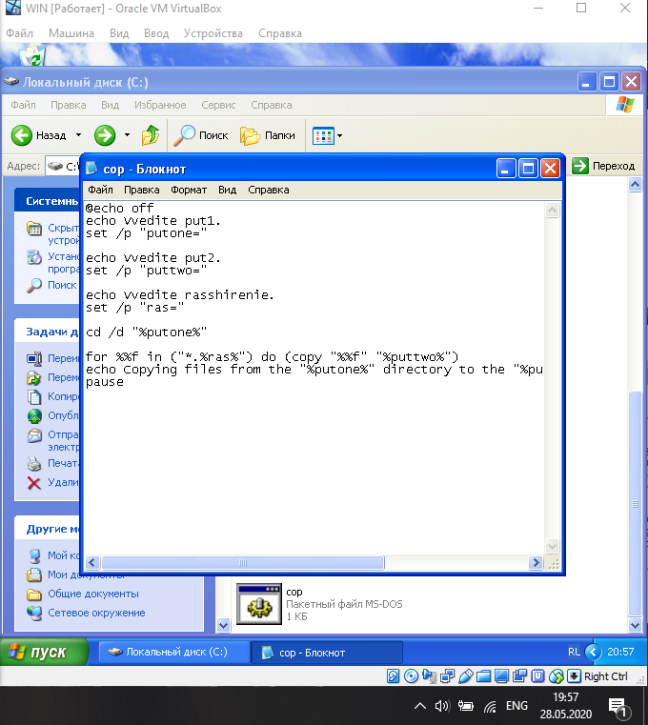 WIN [Работает] - Oracle VM VirtualBox
Файл Машина Вид Ввод Устройства Справка
Локальный диск (C:)
Файл Правка Вид Избранное Сервис Справка
Назад Поиск Папки
Адрес: C:\ Переход
cop - Блокнот
Файл Правка Формат Вид Справка
@echo off
echo Vvedite put1.
set /p "putone="
echo Vvedite put2.
set /p "puttwo="
echo Vvedite rasshirenie.
set /p "ras="
cd /d "%putone%"
for %%f in ("*.%ras%") do (copy "%%f" "%puttwo%")
echo Copying files from the "%putone%" directory to the "%pu
pause
Системн
Скрыт
устрой
Устан
програ
Поиск
Задачи д
Переим
Переме
Копиро
Опубл
Отпра
электр
Печат
Удали
Другие м
Мой ко
Мои документы
Общие документы
Сетевое окружение
cop
Пакетный файл MS-DOS
1 КБ
пуск Локальный диск (C:) cop - Блокнот RL 20:57
Right Ctrl
ENG 19:57
28.05.2020
1